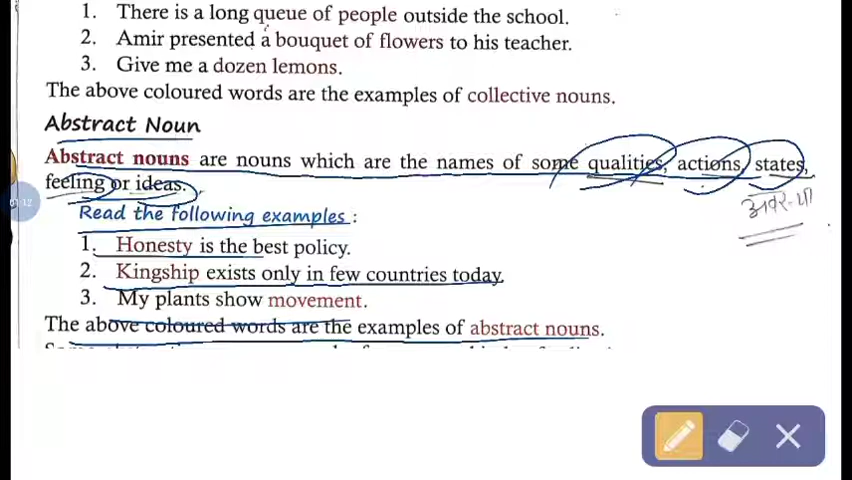 1. There is a long queue of people outside the school.
2. Amir presented a bouquet of flowers to his teacher.
3. Give me a dozen lemons.
The above coloured words are the examples of collective nouns.
Abstract Noun
Abstract nouns are nouns which are the names of some qualities, actions, states,
feeling or ideas.
अवस्था
Read the following examples :
1. Honesty is the best policy.
2. Kingship exists only in few countries today.
3. My plants show movement.
The above coloured words are the examples of abstract nouns.